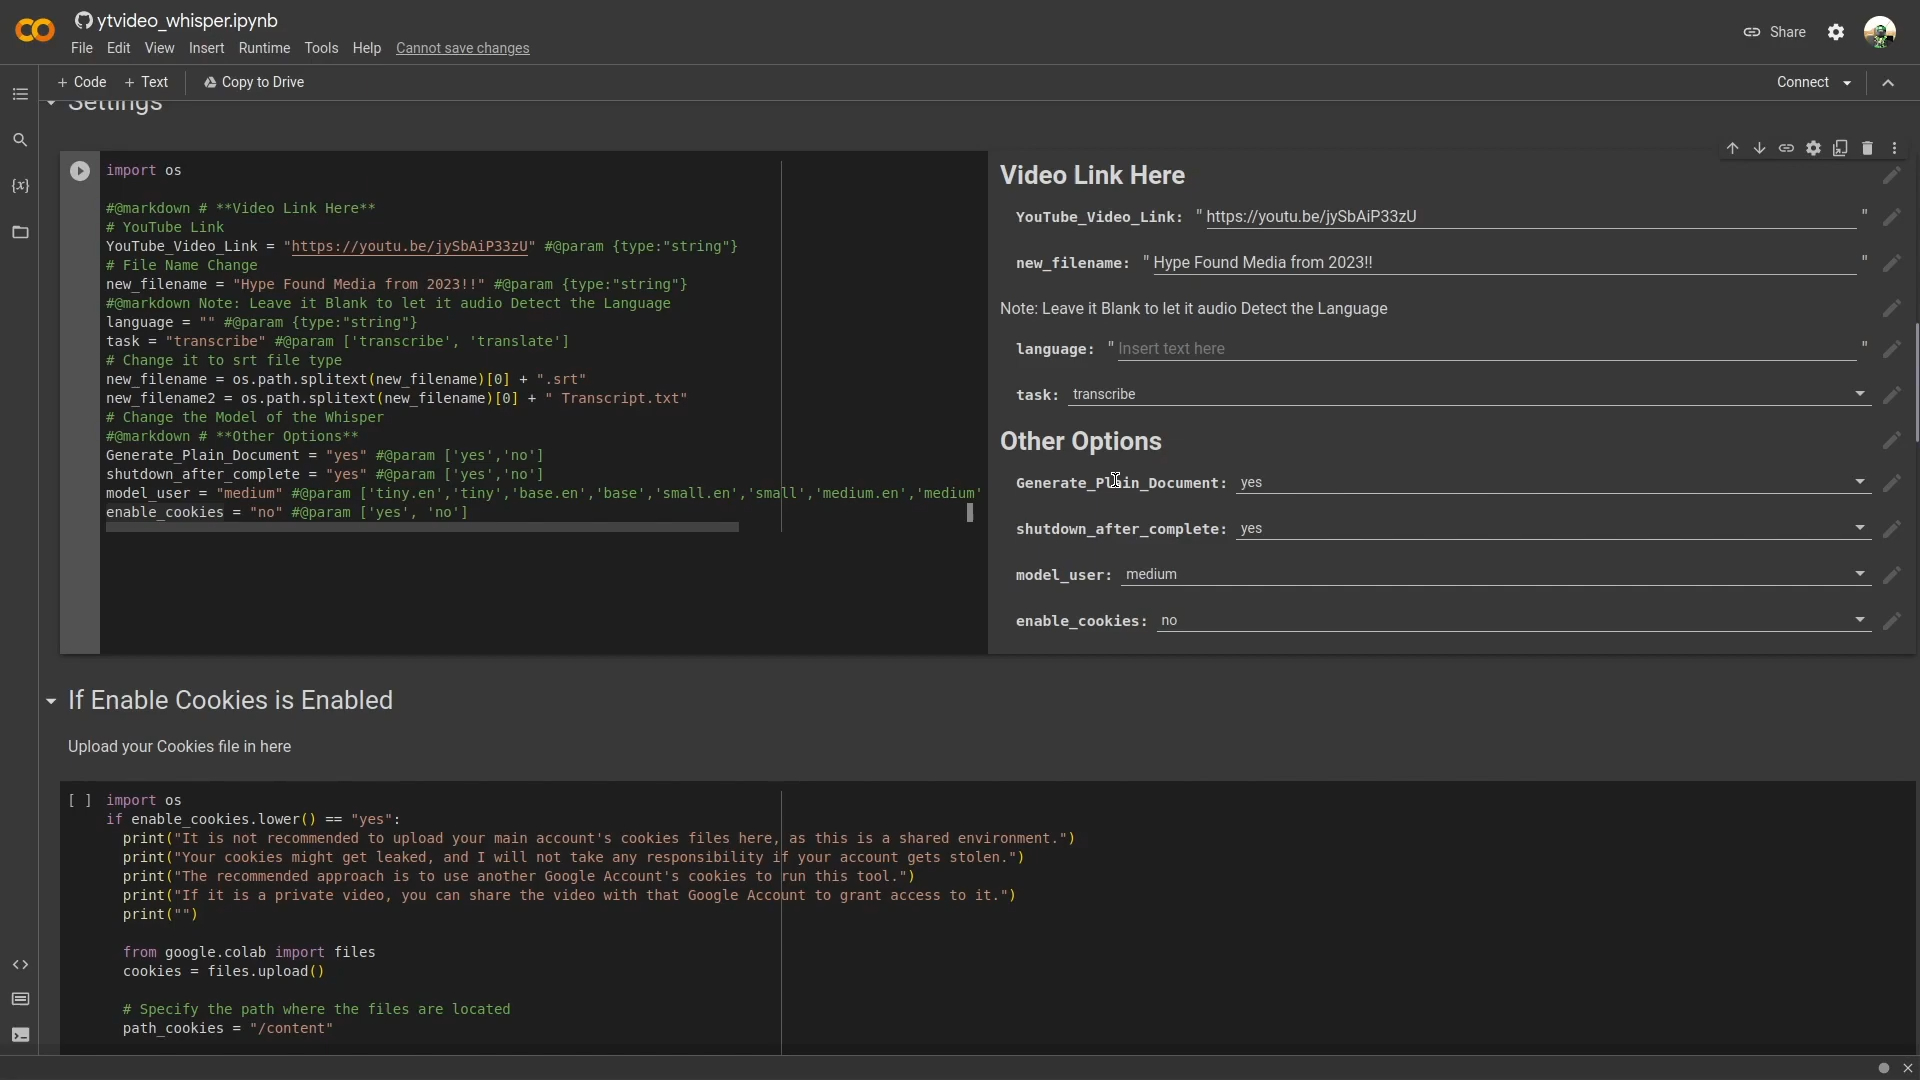 ytvideo_whisper.ipynb
File Edit View Insert Runtime Tools Help Cannot save changes
Share
+ Code + Text Copy to Drive
Connect
Settings
import os
#@markdown # **Video Link Here**
# YouTube Link
YouTube_Video_Link = "https://youtu.be/jySbAiP33zU" #@param {type:"string"}
# File Name Change
new_filename = "Hype Found Media from 2023!!" #@param {type:"string"}
#@markdown Note: Leave it Blank to let it audio Detect the Language
language = "" #@param {type:"string"}
task = "transcribe" #@param ['transcribe', 'translate']
# Change it to srt file type
new_filename = os.path.splitext(new_filename)[0] + ".srt"
new_filename2 = os.path.splitext(new_filename)[0] + " Transcript.txt"
# Change the Model of the Whisper
#@markdown # **Other Options**
Generate_Plain_Document = "yes" #@param ['yes','no']
shutdown_after_complete = "yes" #@param ['yes','no']
model_user = "medium" #@param ['tiny.en','tiny','base.en','base','small.en','small','medium.en','medium'
enable_cookies = "no" #@param ['yes', 'no']
Video Link Here
YouTube_Video_Link: "https://youtu.be/jySbAiP33zU"
new_filename: "Hype Found Media from 2023!!"
Note: Leave it Blank to let it audio Detect the Language
language: "Insert text here"
task: transcribe
Other Options
Generate_Plain_Document: yes
shutdown_after_complete: yes
model_user: medium
enable_cookies: no
If Enable Cookies is Enabled
Upload your Cookies file in here
[ ] import os
if enable_cookies.lower() == "yes":
print("It is not recommended to upload your main account's cookies files here, as this is a shared environment.")
print("Your cookies might get leaked, and I will not take any responsibility if your account gets stolen.")
print("The recommended approach is to use another Google Account's cookies to run this tool.")
print("If it is a private video, you can share the video with that Google Account to grant access to it.")
print("")
from google.colab import files
cookies = files.upload()
# Specify the path where the files are located
path_cookies = "/content"